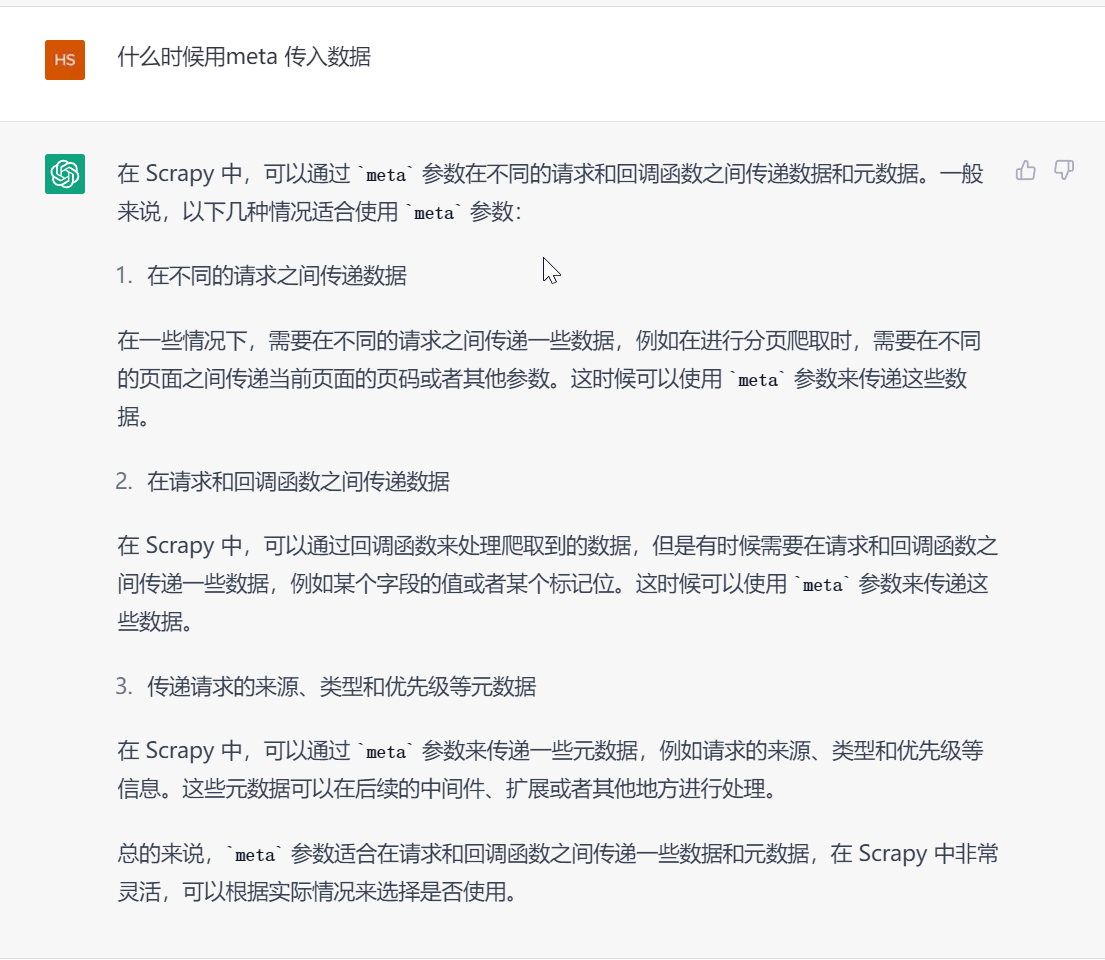 HS
什么时候用meta 传入数据
在 Scrapy 中，可以通过 `meta` 参数在不同的请求和回调函数之间传递数据和元数据。一般
来说，以下几种情况适合使用 `meta` 参数：
1. 在不同的请求之间传递数据
在一些情况下，需要在不同的请求之间传递一些数据，例如在进行分页爬取时，需要在不同
的页面之间传递当前页面的页码或者其他参数。这时候可以使用 `meta` 参数来传递这些数
据。
2. 在请求和回调函数之间传递数据
在 Scrapy 中，可以通过回调函数来处理爬取到的数据，但是有时候需要在请求和回调函数之
间传递一些数据，例如某个字段的值或者某个标记位。这时候可以使用 `meta` 参数来传递这
些数据。
3. 传递请求的来源、类型和优先级等元数据
在 Scrapy 中，可以通过 `meta` 参数来传递一些元数据，例如请求的来源、类型和优先级等
信息。这些元数据可以在后续的中间件、扩展或者其他地方进行处理。
总的来说，`meta` 参数适合在请求和回调函数之间传递一些数据和元数据，在 Scrapy 中非常
灵活，可以根据实际情况来选择是否使用。